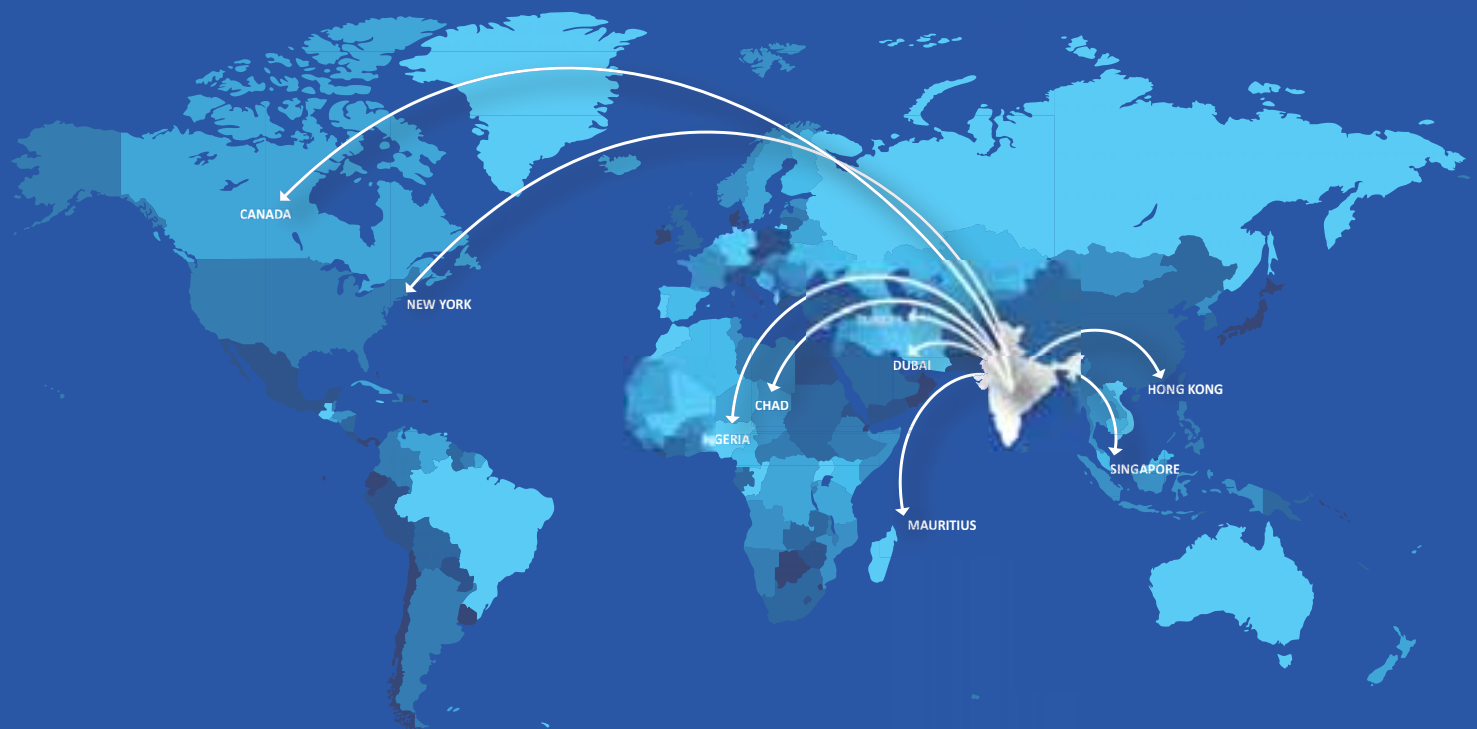 CANADA
NEW YORK
DUBAI
HONG KONG
CHAD
GERIA
SINGAPORE
MAURITIUS